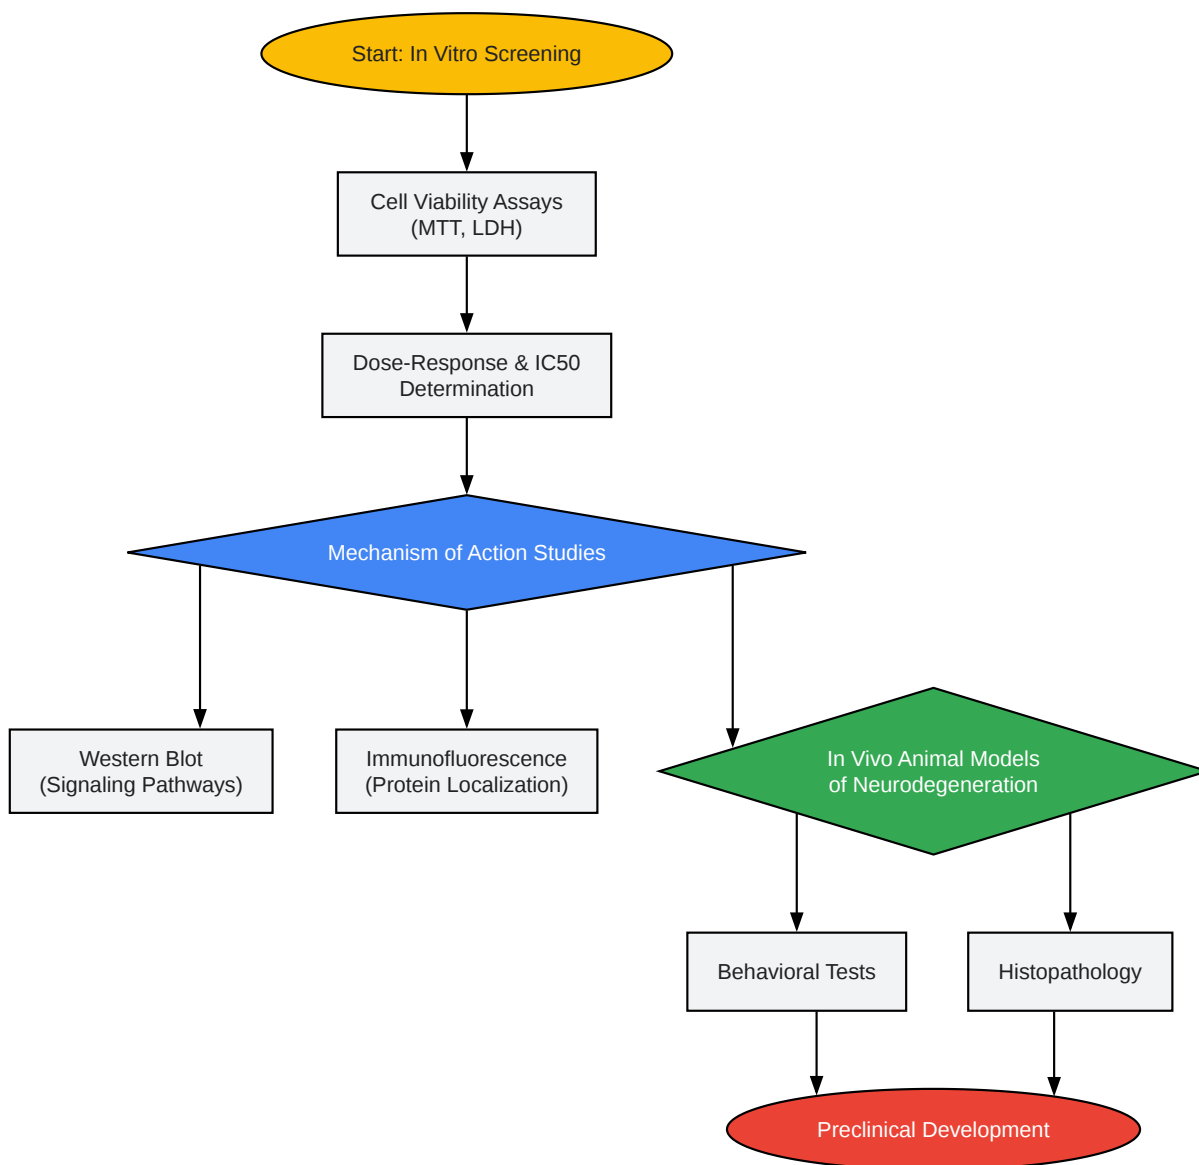 Start: In Vitro Screening
Cell Viability Assays
(MTT, LDH)
Dose-Response & IC50
Determination
Mechanism of Action Studies
Western Blot
(Signaling Pathways)
Immunofluorescence
(Protein Localization)
In Vivo Animal Models
of Neurodegeneration
Behavioral Tests
Histopathology
Preclinical Development